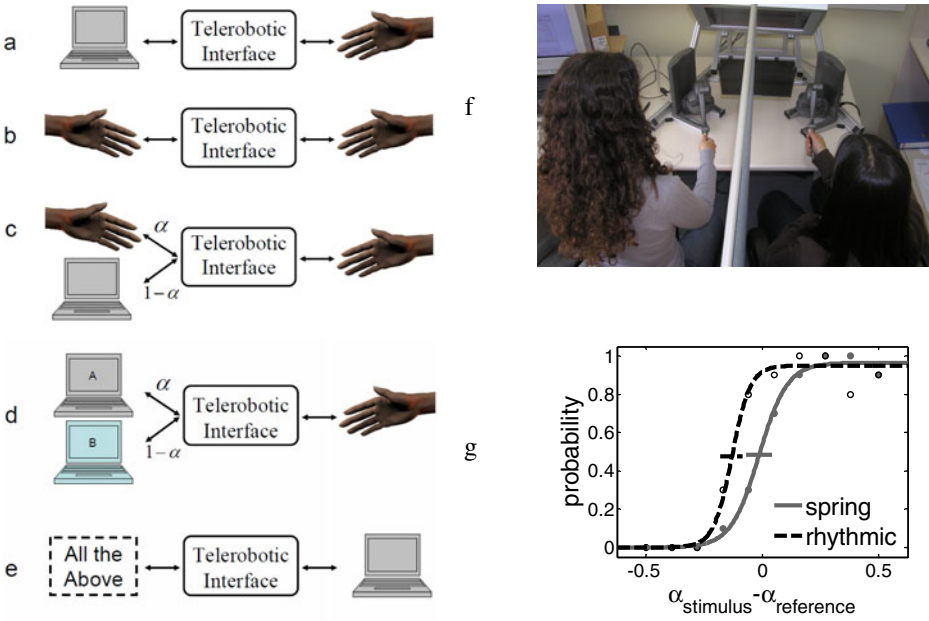 a
Telerobotic
Interface
b
Telerobotic
Interface
c
α
1-α
Telerobotic
Interface
d
A
B
α
1-α
Telerobotic
Interface
e
All the
Above
Telerobotic
Interface
f
g
probability
1
0.8
0.6
0.4
0.2
0
-0.5
0
0.5
spring
rhythmic
αstimulus-αreference